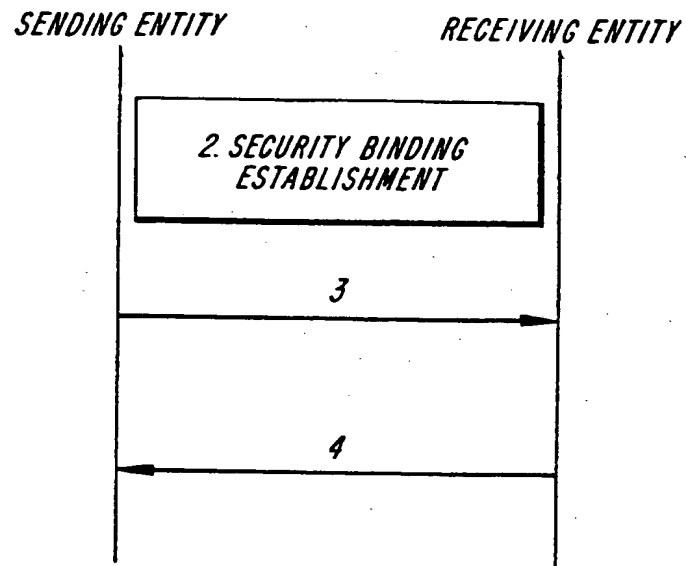 SENDING ENTITY
RECEIVING ENTITY
2. SECURITY BINDING
ESTABLISHMENT
3
4